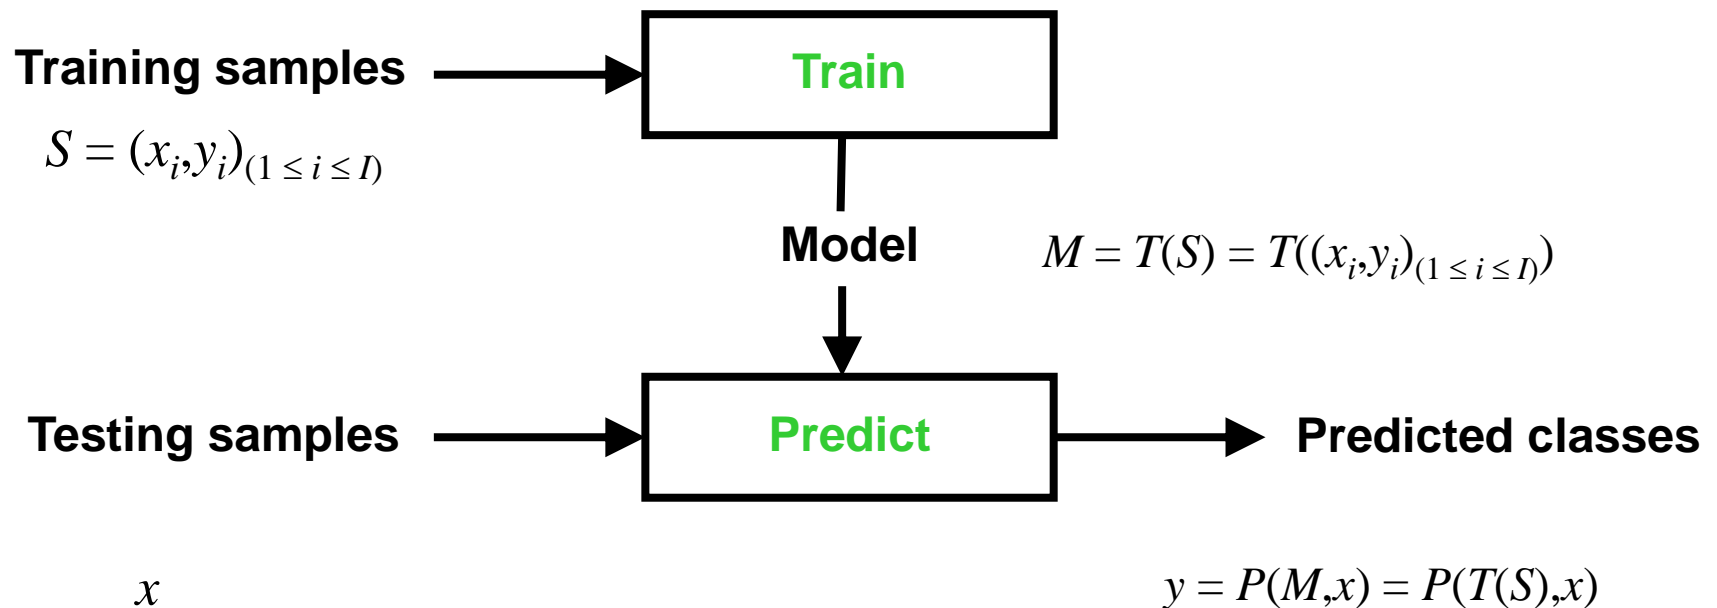 Training samples
Train
S = (xᵢ,yᵢ)₍₁ ≤ ᵢ ≤ I₎
Model
M = T(S) = T((xᵢ,yᵢ)₍₁ ≤ ᵢ ≤ I₎)
Testing samples
Predict
Predicted classes
x
y = P(M,x) = P(T(S),x)